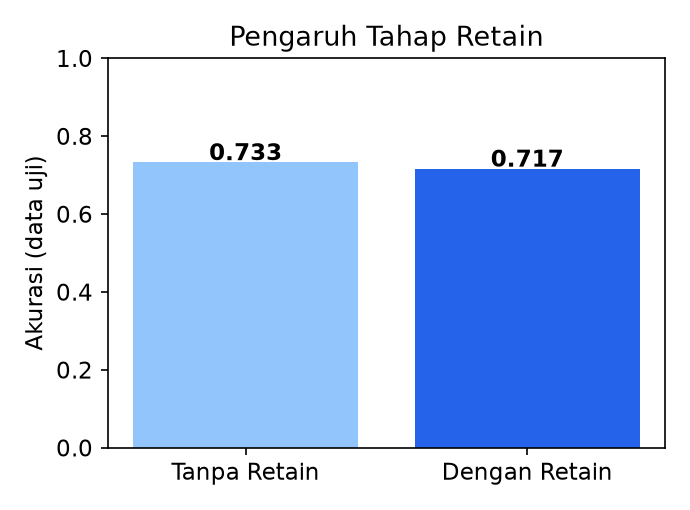 Pengaruh Tahap Retain
Akurasi (data uji)
1.0
0.8
0.6
0.4
0.2
0.0
0.733
0.717
Tanpa Retain
Dengan Retain